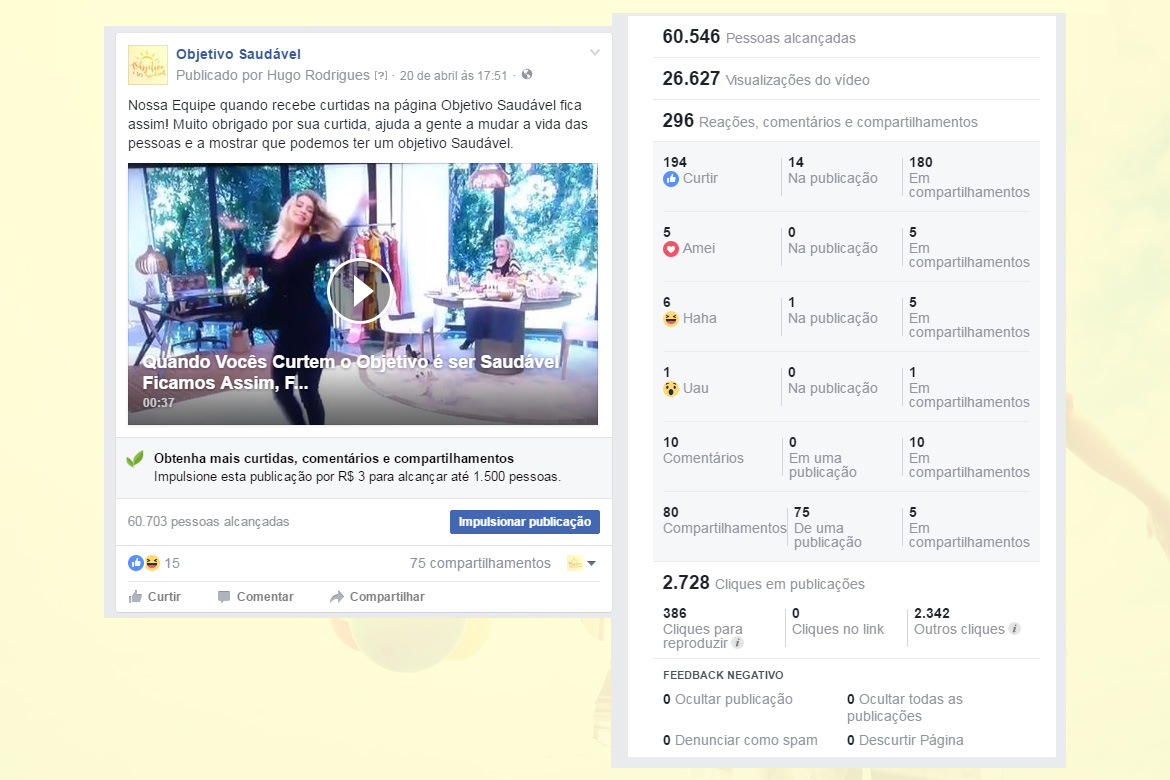 Objetivo Saudável
Publicado por Hugo Rodrigues [?] · 20 de abril às 17:51 ·
Nossa Equipe quando recebe curtidas na página Objetivo Saudável fica
assim! Muito obrigado por sua curtida, ajuda a gente a mudar a vida das
pessoas e a mostrar que podemos ter um objetivo Saudável.
Quando Vocês Curtem o Objetivo é ser Saudável
Ficamos Assim, F...
00:37
Obtenha mais curtidas, comentários e compartilhamentos
Impulsione esta publicação por R$ 3 para alcançar até 1.500 pessoas.
60.703 pessoas alcançadas
Impulsionar publicação
15
75 compartilhamentos
Curtir
Comentar
Compartilhar
60.546 Pessoas alcançadas
26.627 Visualizações do vídeo
296 Reações, comentários e compartilhamentos
194
Curtir
14
Na publicação
180
Em
compartilhamentos
5
Amei
0
Na publicação
5
Em
compartilhamentos
6
Haha
1
Na publicação
5
Em
compartilhamentos
1
Uau
0
Na publicação
1
Em
compartilhamentos
10
Comentários
0
Em uma
publicação
10
Em
compartilhamentos
80
Compartilhamentos
75
De uma
publicação
5
Em
compartilhamentos
2.728 Cliques em publicações
386
Cliques para
reproduzir
0
Cliques no link
2.342
Outros cliques
FEEDBACK NEGATIVO
0 Ocultar publicação
0 Ocultar todas as
publicações
0 Denunciar como spam
0 Descurtir Página